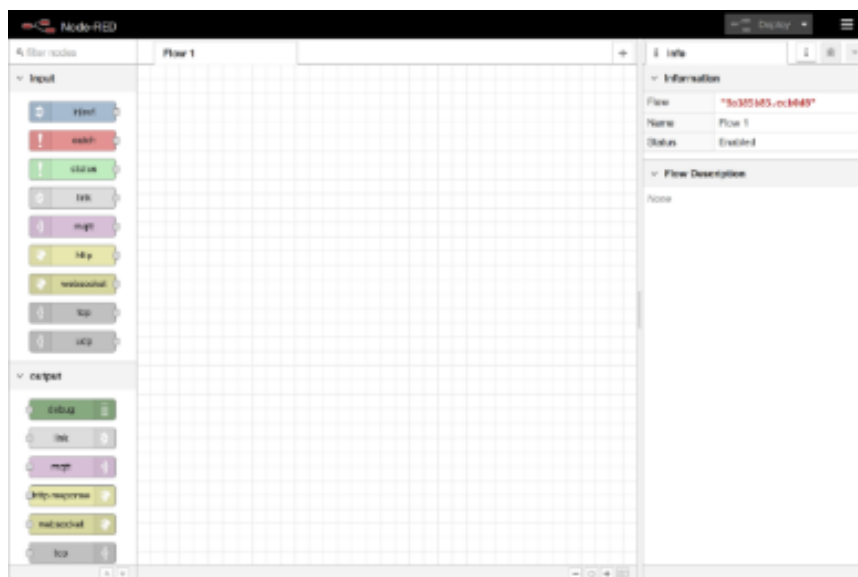 Node-RED
Deploy
filter nodes
Flow 1
info
input
inject
catch
status
link
mqtt
http
websocket
tcp
udp
output
debug
link
mqtt
http response
websocket
tcp
Information
Flow
Name Flow 1
Status Enabled
Flow Description
None